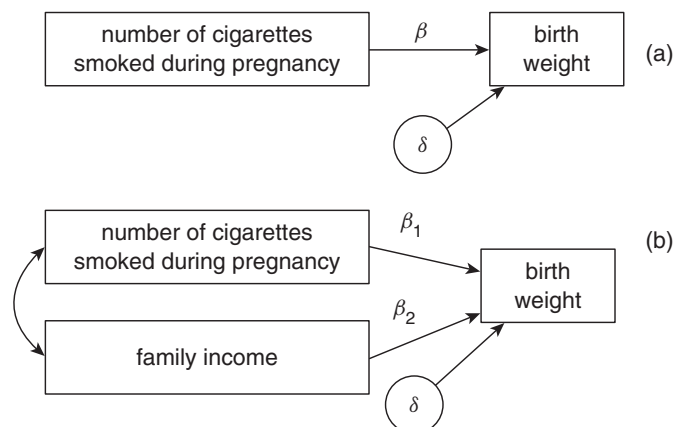 number of cigarettes
smoked during pregnancy
β
birth
weight
(a)
δ
number of cigarettes
smoked during pregnancy
β1
birth
weight
(b)
family income
β2
δ